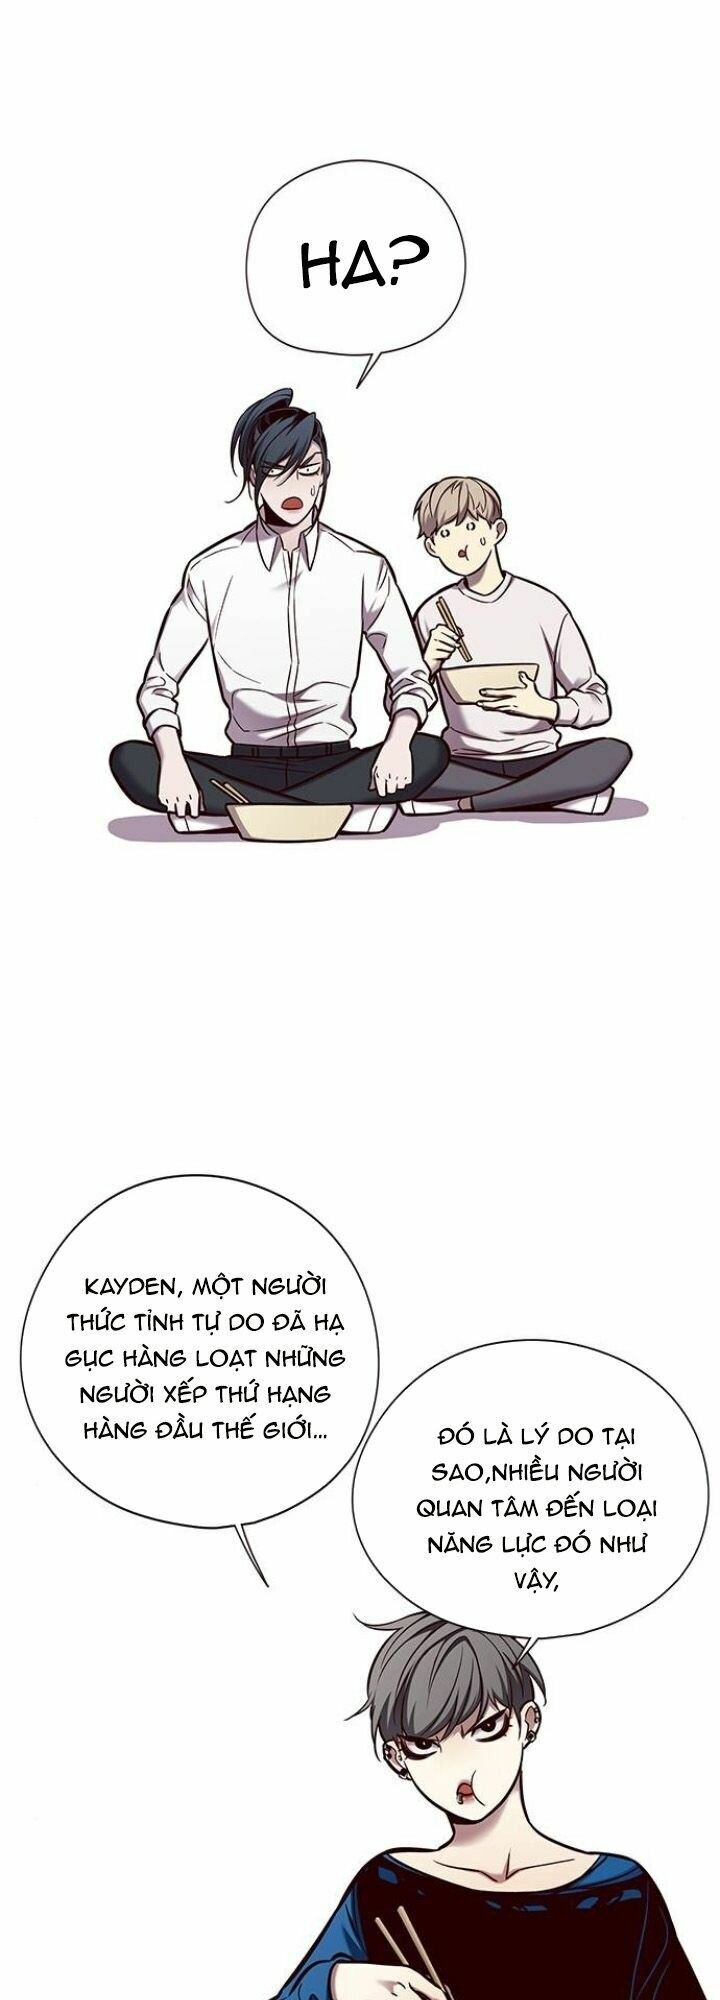 HA?
KAYDEN, MỘT NGƯỜI
THỨC TỈNH TỰ DO ĐÃ HẠ
GỤC HÀNG LOẠT NHỮNG
NGƯỜI XẾP THỨ HẠNG
HÀNG ĐẦU THẾ GIỚI...
ĐÓ LÀ LÝ DO TẠI
SAO,NHIỀU NGƯỜI
QUAN TÂM ĐẾN LOẠI
NĂNG LỰC ĐÓ NHƯ
VẬY,